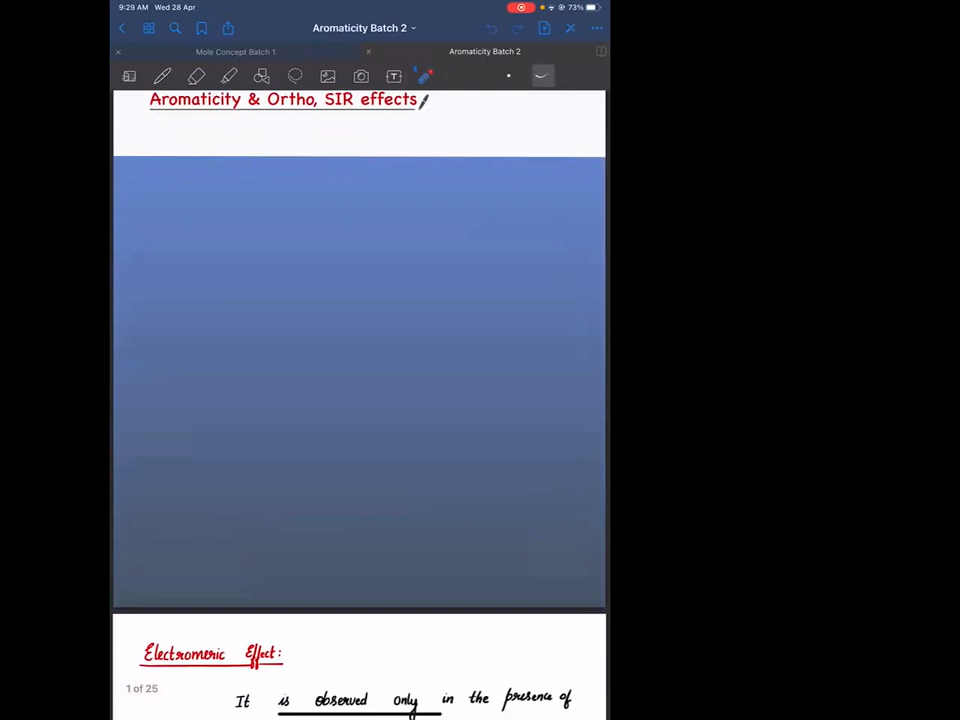 9:29 AM Wed 28 Apr
73%
Aromaticity Batch 2
Mole Concept Batch 1
Aromaticity Batch 2
Aromaticity & Ortho, SIR effects
Electromeric Effect:
1 of 25
It is observed only in the presence of